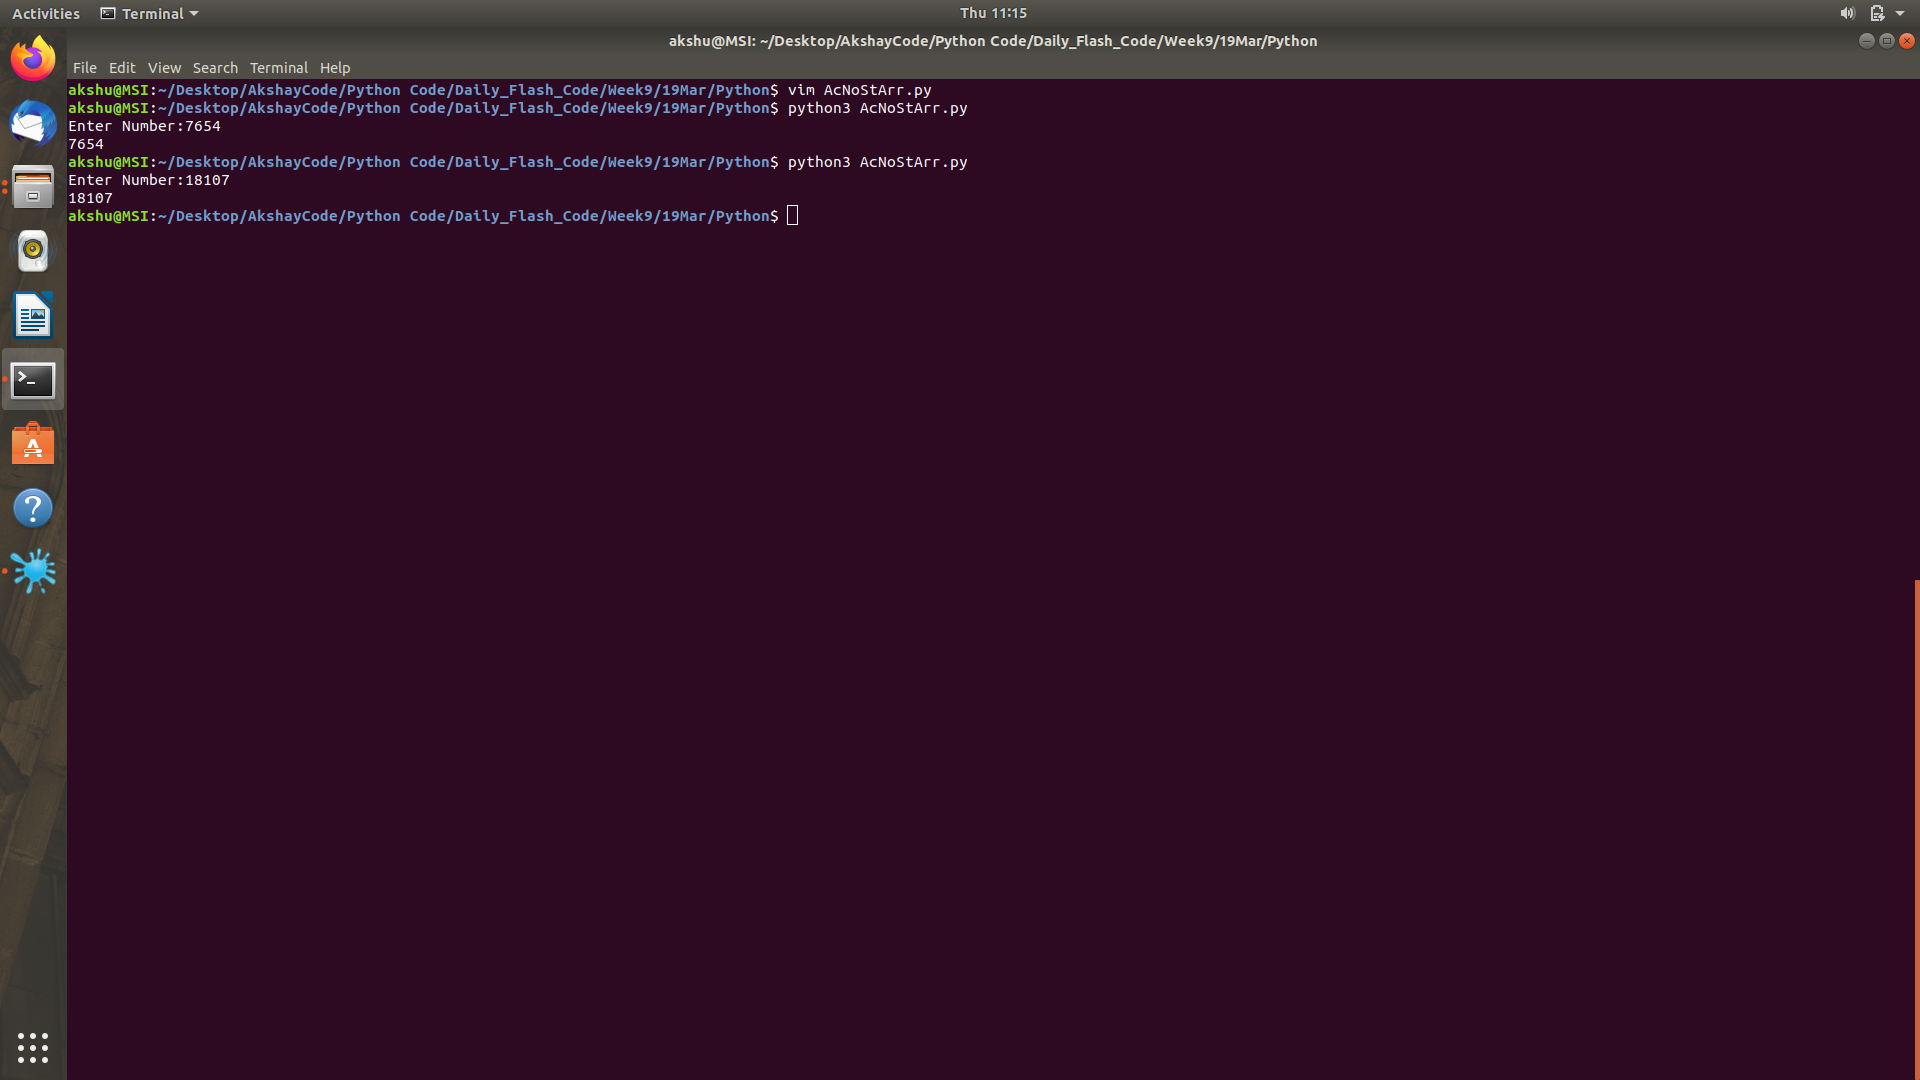 Activities Terminal Thu 11:15
akshu@MSI: ~/Desktop/AkshayCode/Python Code/Daily_Flash_Code/Week9/19Mar/Python
File Edit View Search Terminal Help
akshu@MSI:~/Desktop/AkshayCode/Python Code/Daily_Flash_Code/Week9/19Mar/Python$ vim AcNoStArr.py
akshu@MSI:~/Desktop/AkshayCode/Python Code/Daily_Flash_Code/Week9/19Mar/Python$ python3 AcNoStArr.py
Enter Number:7654
7654
akshu@MSI:~/Desktop/AkshayCode/Python Code/Daily_Flash_Code/Week9/19Mar/Python$ python3 AcNoStArr.py
Enter Number:18107
18107
akshu@MSI:~/Desktop/AkshayCode/Python Code/Daily_Flash_Code/Week9/19Mar/Python$